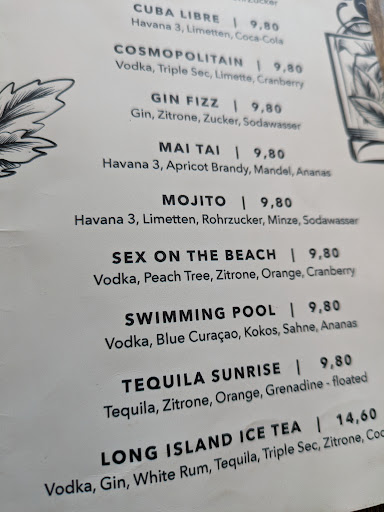 CUBA LIBRE | 9,80
Havana 3, Limetten, Coca-Cola
COSMOPOLITAIN | 9,80
Vodka, Triple Sec, Limette, Cranberry
GIN FIZZ | 9,80
Gin, Zitrone, Zucker, Sodawasser
MAI TAI | 9,80
Havana 3, Apricot Brandy, Mandel, Ananas
MOJITO | 9,80
Havana 3, Limetten, Rohrzucker, Minze, Sodawasser
SEX ON THE BEACH | 9,80
Vodka, Peach Tree, Zitrone, Orange, Cranberry
SWIMMING POOL | 9,80
Vodka, Blue Curaçao, Kokos, Sahne, Ananas
TEQUILA SUNRISE | 9,80
Tequila, Zitrone, Orange, Grenadine - floated
LONG ISLAND ICE TEA | 14,60
Vodka, Gin, White Rum, Tequila, Triple Sec, Zitrone,